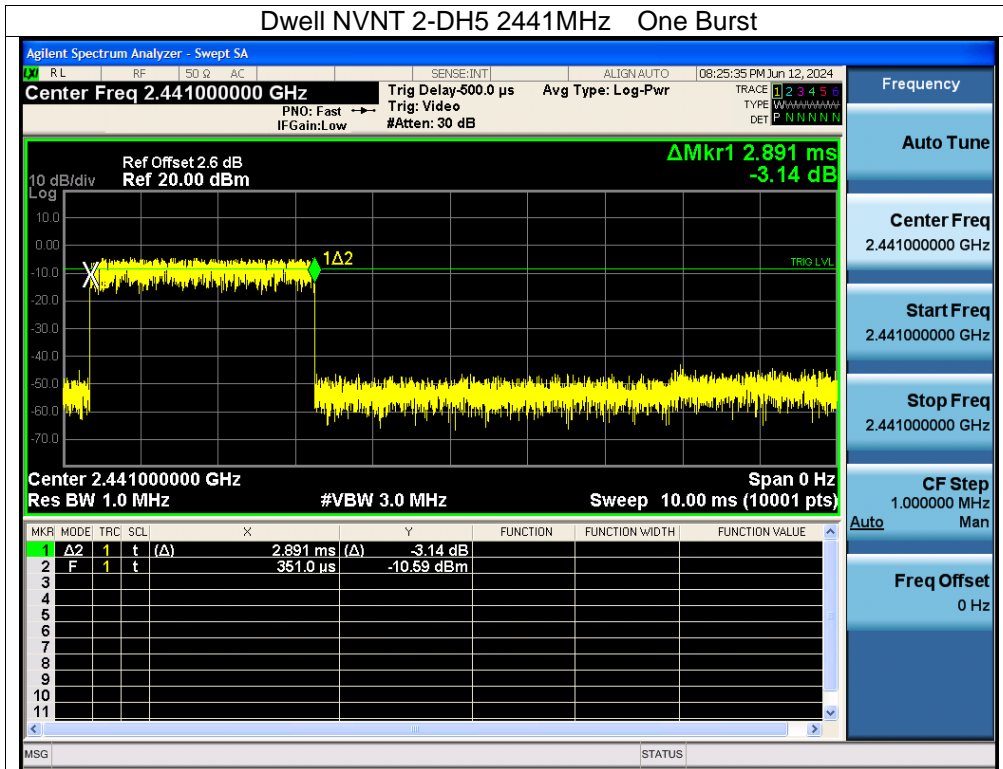 Dwell NVNT 2-DH5 2441MHz One Burst
Agilent Spectrum Analyzer - Swept SA
LXI RL RF 50 Ω AC SENSE:INT ALIGN AUTO 08:25:35 PM Jun 12, 2024
Center Freq 2.441000000 GHz
PNO: Fast
IFGain:Low
Trig Delay-500.0 µs
Trig: Video
#Atten: 30 dB
Avg Type: Log-Pwr
TRACE 1 2 3 4 5 6
TYPE WWWWWW
DET P N N N N N
ΔMkr1 2.891 ms
-3.14 dB
Ref Offset 2.6 dB
10 dB/div Ref 20.00 dBm
Log
10.0
0.00
-10.0
-20.0
-30.0
-40.0
-50.0
-60.0
-70.0
1Δ2
TRIG LVL
Center 2.441000000 GHz Span 0 Hz
Res BW 1.0 MHz #VBW 3.0 MHz Sweep 10.00 ms (10001 pts)
MKR MODE TRC SCL X Y FUNCTION FUNCTION WIDTH FUNCTION VALUE
1 Δ2 1 t (Δ) 2.891 ms (Δ) -3.14 dB
2 F 1 t 351.0 µs -10.59 dBm
3
4
5
6
7
8
9
10
11
MSG STATUS
Frequency
Auto Tune
Center Freq
2.441000000 GHz
Start Freq
2.441000000 GHz
Stop Freq
2.441000000 GHz
CF Step
1.000000 MHz
Auto Man
Freq Offset
0 Hz